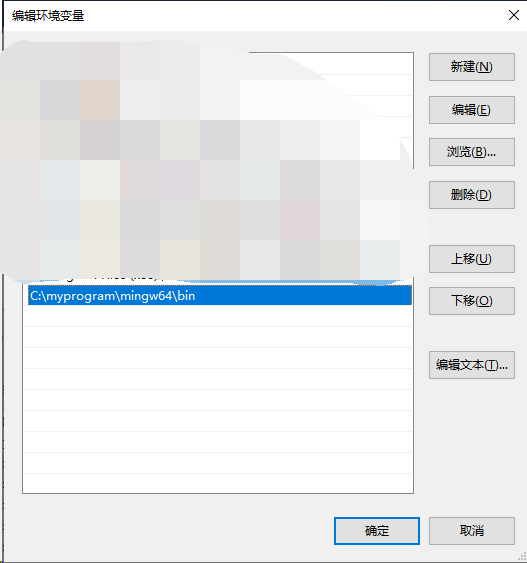 编辑环境变量
新建(N)
编辑(E)
浏览(B)...
删除(D)
上移(U)
C:\myprogram\mingw64\bin
下移(O)
编辑文本(T)...
确定
取消